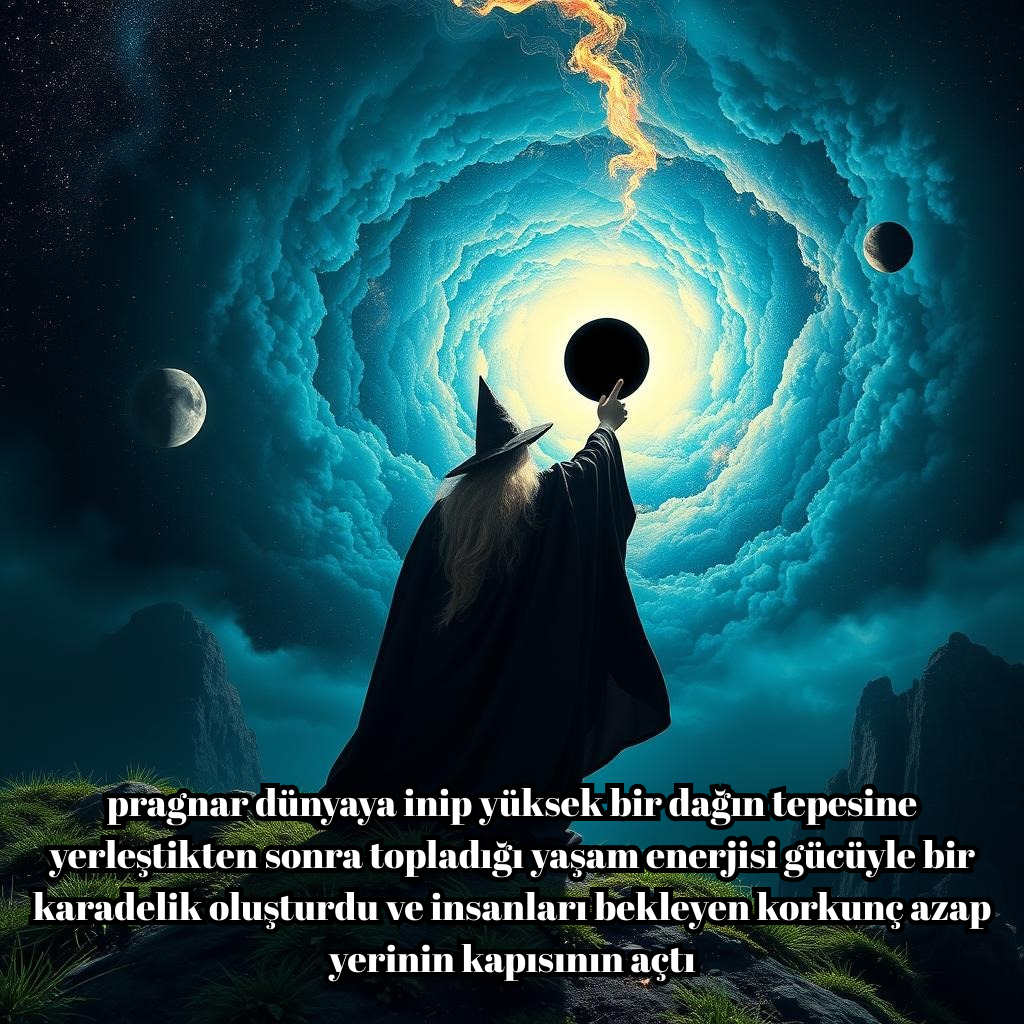 pragnar dünyaya inip yüksek bir dağın tepesine
yerleştikten sonra topladığı yaşam enerjisi gücüyle bir
karadelik oluşturdu ve insanları bekleyen korkunç azap
yerinin kapısının açtı